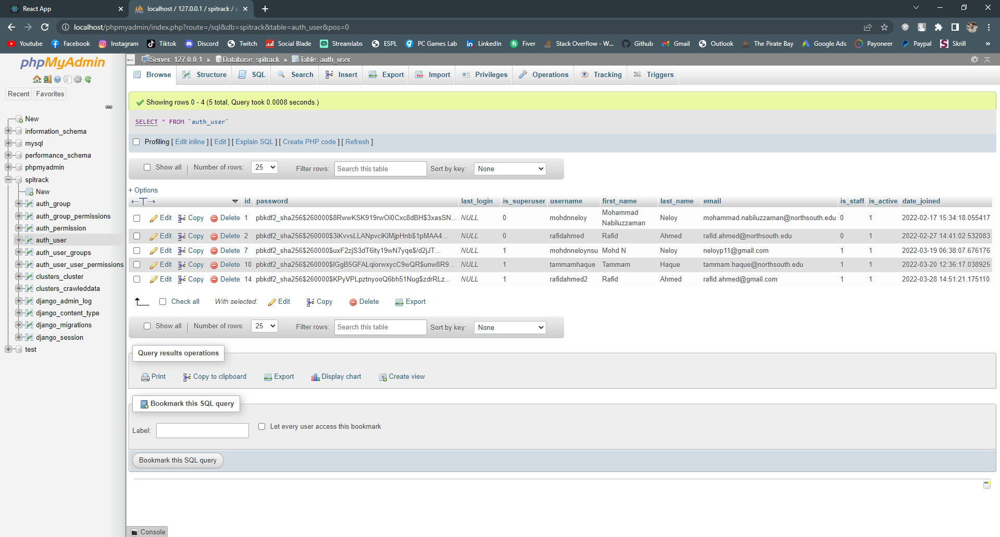 React App
localhost / 127.0.0.1 / spitrack / a
localhost/phpmyadmin/index.php?route=/sql&db=spitrack&table=auth_user&pos=0
Youtube Facebook Instagram Tiktok Discord Twitch Social Blade Streamlabs ESPL PC Games Lab LinkedIn Fiver Stack Overflow - W... Github Gmail Outlook The Pirate Bay Google Ads Payoneer Paypal Skrill »
phpMyAdmin
Recent Favorites
New
information_schema
mysql
performance_schema
phpmyadmin
spitrack
New
auth_group
auth_group_permissions
auth_permission
auth_user
auth_user_groups
auth_user_user_permissions
clusters_cluster
clusters_crawleddata
django_admin_log
django_content_type
django_migrations
django_session
test
Server: 127.0.0.1 » Database: spitrack » Table: auth_user
Browse Structure SQL Search Insert Export Import Privileges Operations Tracking Triggers
Showing rows 0 - 4 (5 total, Query took 0.0008 seconds.)
SELECT * FROM `auth_user`
Profiling [ Edit inline ] [ Edit ] [ Explain SQL ] [ Create PHP code ] [ Refresh ]
Show all | Number of rows: 25 Filter rows: Search this table Sort by key: None
+ Options
←T→ id password last_login is_superuser username first_name last_name email is_staff is_active date_joined
Edit Copy Delete 1 pbkdf2_sha256$260000$8RwwKSK919rwOi0Cxc8dBH$3xasSN... NULL 0 mohdnneloy Mohammad Nabiluzzaman Neloy mohammad.nabiluzzaman@northsouth.edu 0 1 2022-02-17 15:34:18.055417
Edit Copy Delete 2 pbkdf2_sha256$260000$3iKvvsLLANpvciKiMjpHnb$1pMAA4... NULL 0 rafidahmed Rafid Ahmed rafid.ahmed@northsouth.edu 0 1 2022-02-27 14:41:02.532083
Edit Copy Delete 7 pbkdf2_sha256$260000$uxF2zjS3dT6ity19wN7yqe$/d2jJT... NULL 1 mohdnneloynsu Mohd N Neloy neloyp11@gmail.com 1 1 2022-03-19 06:38:07.676176
Edit Copy Delete 10 pbkdf2_sha256$260000$lGgB5GFALqiorwxycC9wQR$unw8R9... NULL 1 tammamhaque Tammam Haque tammam.haque@northsouth.edu 1 1 2022-03-20 12:36:17.038925
Edit Copy Delete 14 pbkdf2_sha256$260000$KPyVPLpztnyooQ6bh51Nug$zdrRLz... NULL 1 rafidahmed2 Rafid Ahmed rafid.ahmed@gmail.com 1 1 2022-03-28 14:51:21.175110
Check all With selected: Edit Copy Delete Export
Show all | Number of rows: 25 Filter rows: Search this table Sort by key: None
Query results operations
Print Copy to clipboard Export Display chart Create view
Bookmark this SQL query
Label: Let every user access this bookmark
Bookmark this SQL query
Console